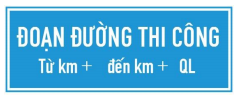 ĐOẠN ĐƯỜNG THI CÔNG
Từ km + đến km + QL